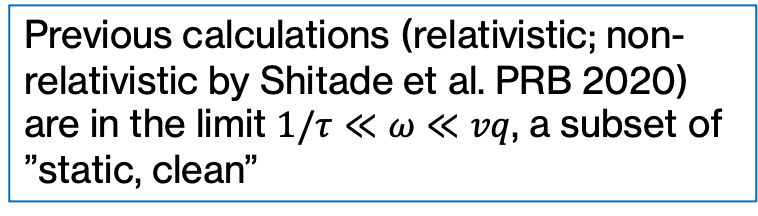 Previous calculations (relativistic; non-
relativistic by Shitade et al. PRB 2020)
are in the limit 1/𝜏 ≪ 𝜔 ≪ 𝑣𝑞, a subset of
”static, clean”